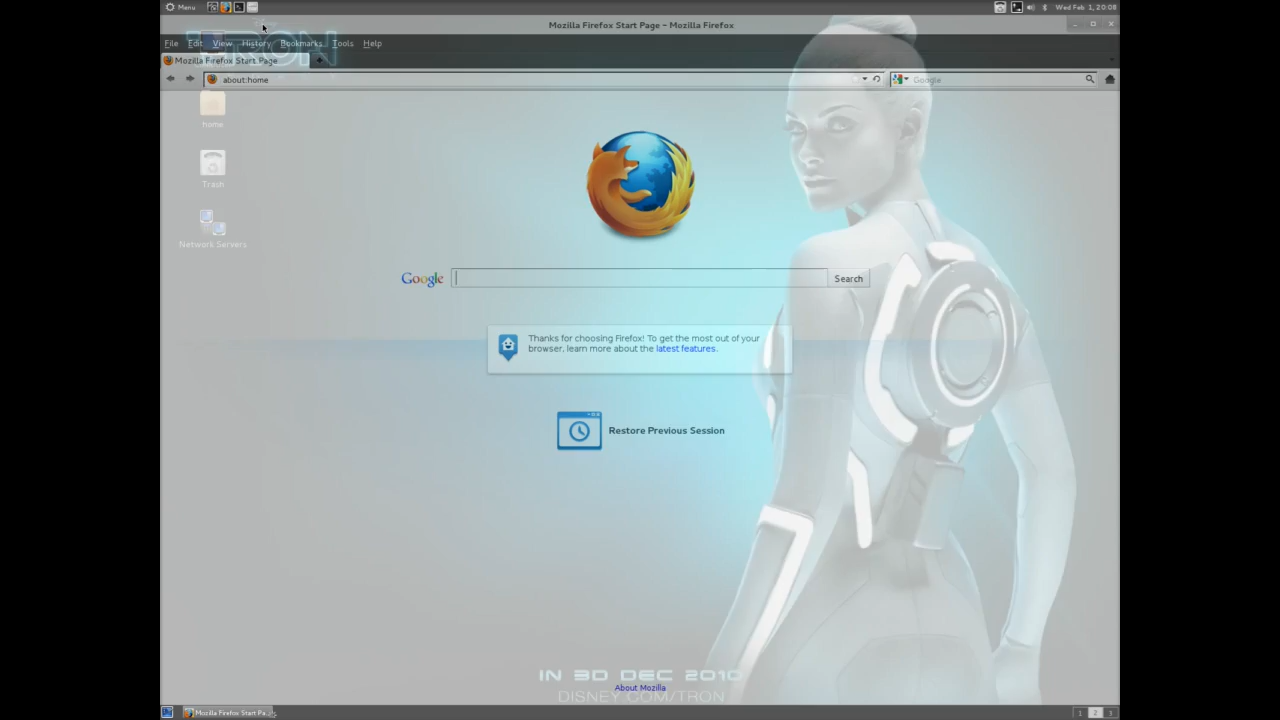 Menu
Wed Feb 1, 20:08
Mozilla Firefox Start Page - Mozilla Firefox
File Edit View History Bookmarks Tools Help
TRON
Mozilla Firefox Start Page
about:home
Google
home
Trash
Network Servers
Google
Search
Thanks for choosing Firefox! To get the most out of your
browser, learn more about the latest features.
Restore Previous Session
IN 3D DEC 2010
About Mozilla
DISNEY.COM/TRON
Mozilla Firefox Start Pa...
1 2 3